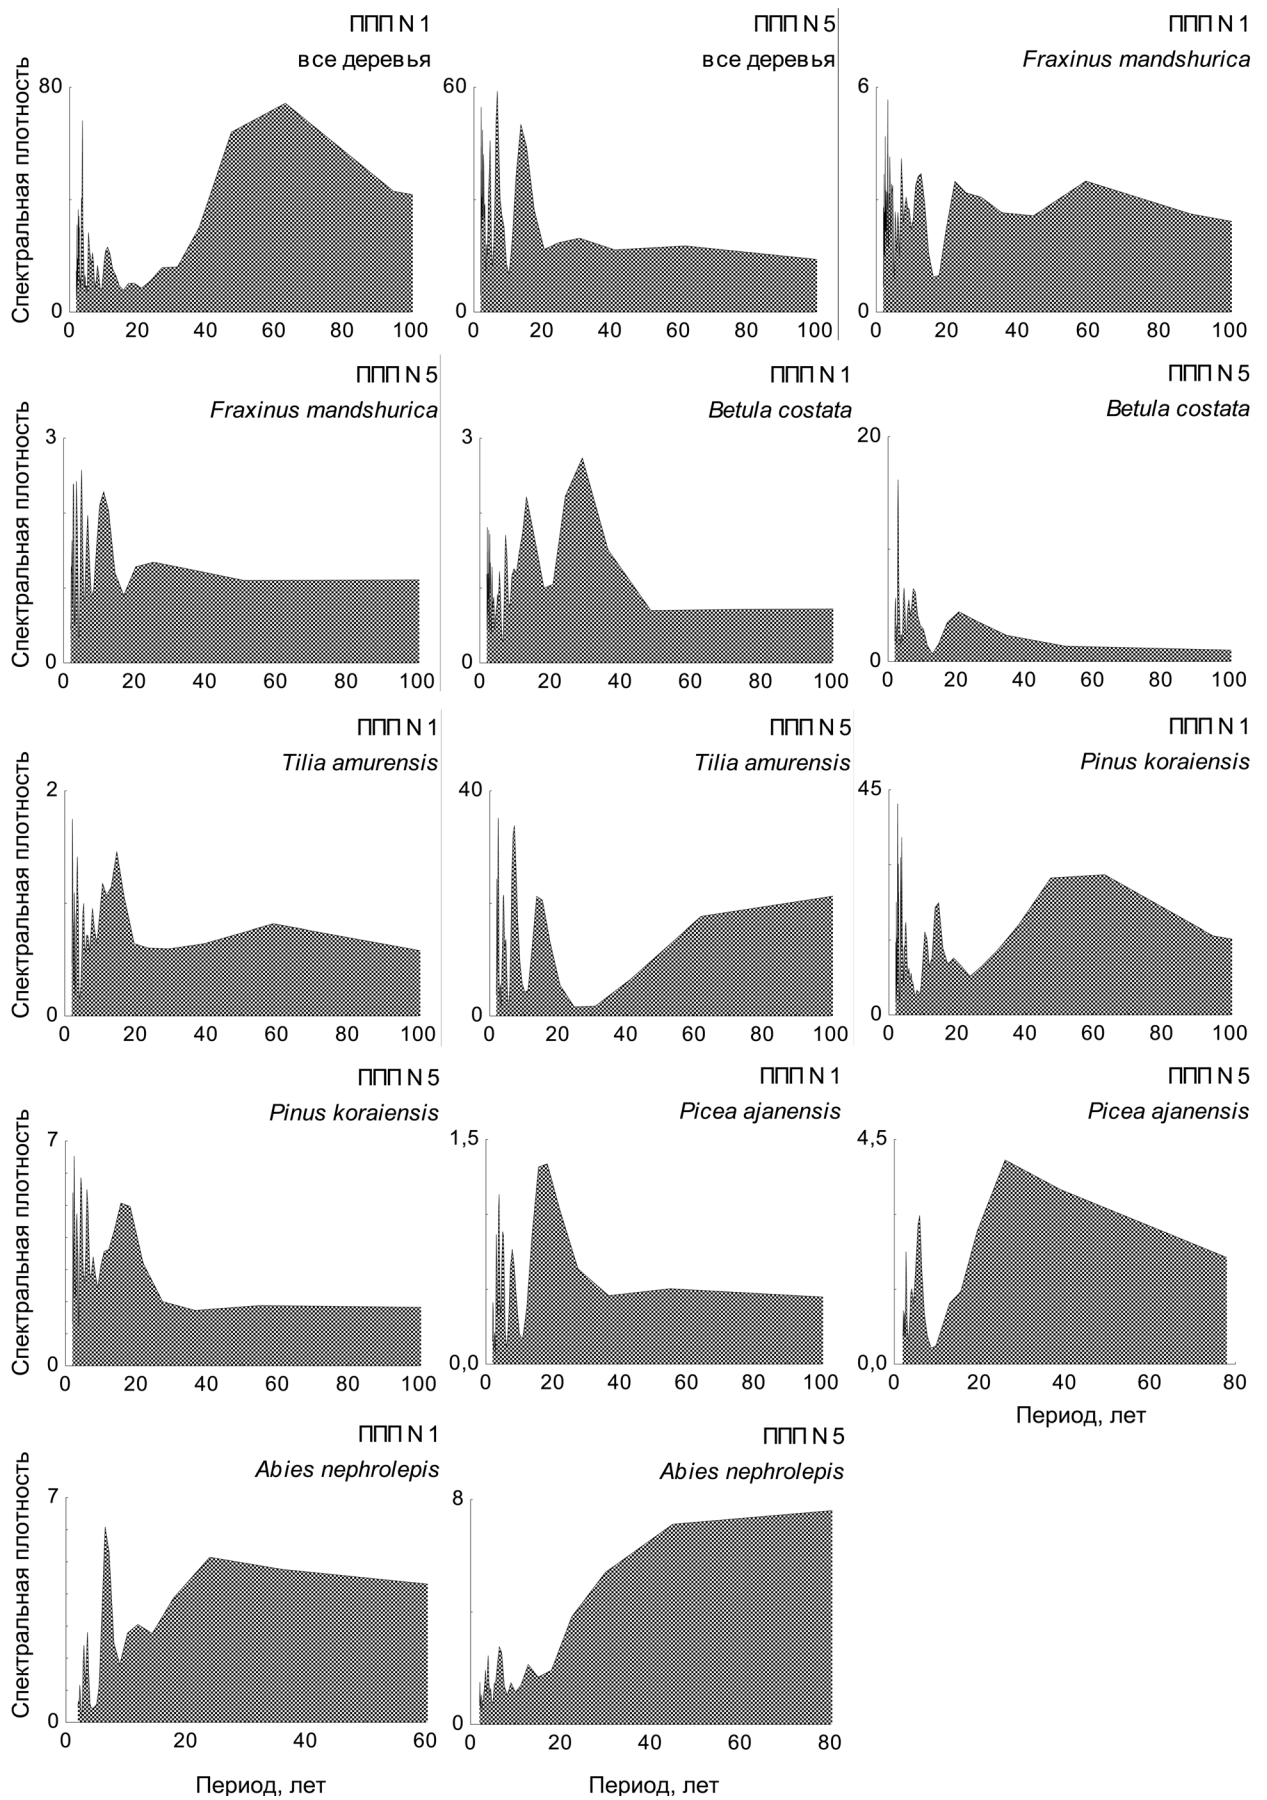 ППП N 1
все деревья
Спектральная плотность
80
0
0 20 40 60 80 100
ППП N 5
все деревья
60
0
0 20 40 60 80 100
ППП N 1
Fraxinus mandshurica
6
0
0 20 40 60 80 100
ППП N 5
Fraxinus mandshurica
Спектральная плотность
3
0
0 20 40 60 80 100
ППП N 1
Betula costata
3
0
0 20 40 60 80 100
ППП N 5
Betula costata
20
0
0 20 40 60 80 100
ППП N 1
Tilia amurensis
Спектральная плотность
2
0
0 20 40 60 80 100
ППП N 5
Tilia amurensis
40
0
0 20 40 60 80 100
ППП N 1
Pinus koraiensis
45
0
0 20 40 60 80 100
ППП N 5
Pinus koraiensis
Спектральная плотность
7
0
0 20 40 60 80 100
ППП N 1
Picea ajanensis
1,5
0,0
0 20 40 60 80 100
ППП N 5
Picea ajanensis
4,5
0,0
0 20 40 60 80
Период, лет
ППП N 1
Abies nephrolepis
Спектральная плотность
7
0
0 20 40 60
Период, лет
ППП N 5
Abies nephrolepis
8
0
0 20 40 60 80
Период, лет